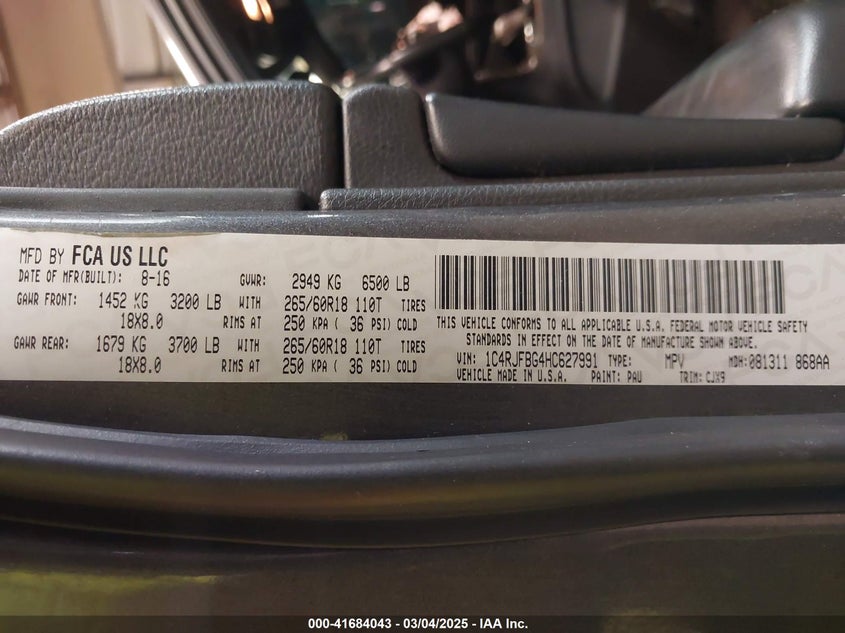 MFD BY FCA US LLC
DATE OF MFR(BUILT): 8-16 GVWR: 2949 KG 6500 LB
GAWR FRONT: 1452 KG 3200 LB WITH 265/60R18 110T TIRES
18X8.0 RIMS AT 250 KPA ( 36 PSI) COLD
GAWR REAR: 1679 KG 3700 LB WITH 265/60R18 110T TIRES
18X8.0 RIMS AT 250 KPA ( 36 PSI) COLD
THIS VEHICLE CONFORMS TO ALL APPLICABLE U.S.A. FEDERAL MOTOR VEHICLE SAFETY
STANDARDS IN EFFECT ON THE DATE OF MANUFACTURE SHOWN ABOVE.
VIN: 1C4RJFBG4HC627991 TYPE: MPV MDH: 081311 868AA
VEHICLE MADE IN U.S.A. PAINT: PAU TRIM: CJX9
000-41684043 - 03/04/2025 - IAA Inc.